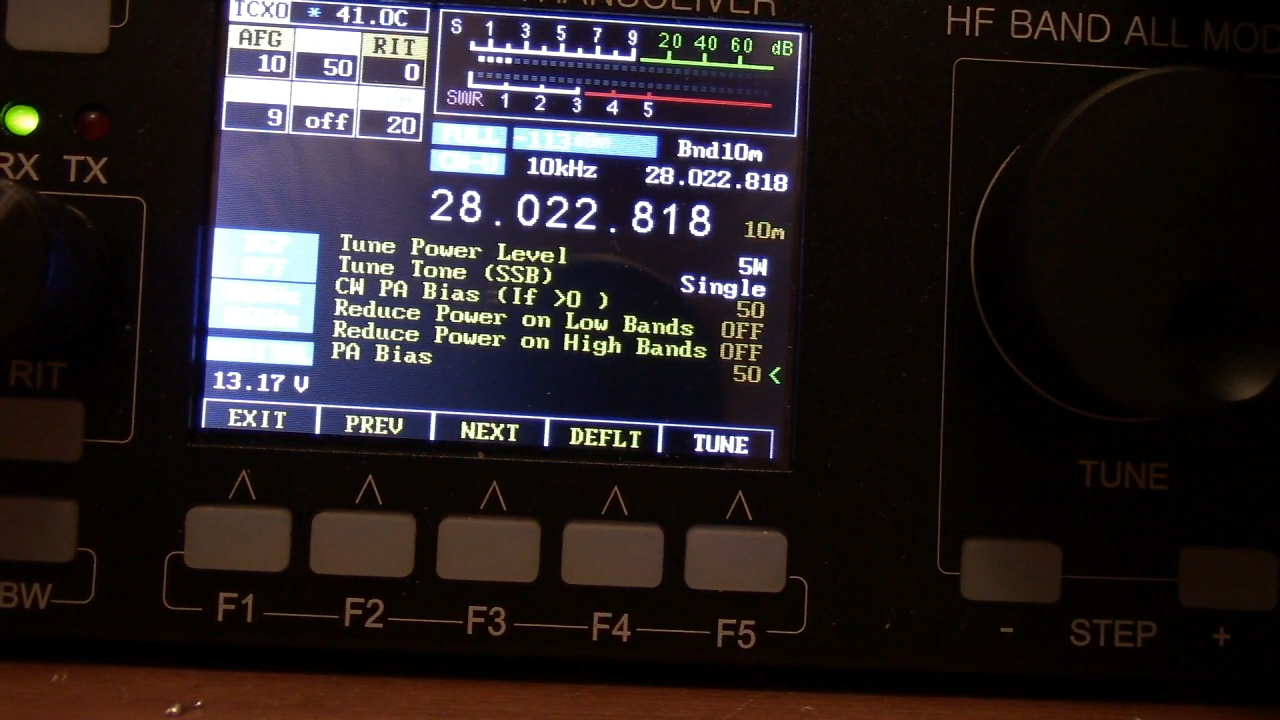 TRANSCEIVER
HF BAND ALL MOD
TCXO * 41.0C
AFG RIT
10 50 0
9 off 20
S 1 3 5 7 9 20 40 60 dB
SWR 1 2 3 4 5
FULL Bnd10m
10kHz 28.022.818
28.022.818 10m
Tune Power Level 5W
Tune Tone (SSB) Single
CW PA Bias (If >0 ) 50
Reduce Power on Low Bands OFF
Reduce Power on High Bands OFF
PA Bias 50 <
13.17 V
EXIT PREV NEXT DEFLT TUNE
RX TX
RIT
BW
F1 F2 F3 F4 F5
TUNE
- STEP +